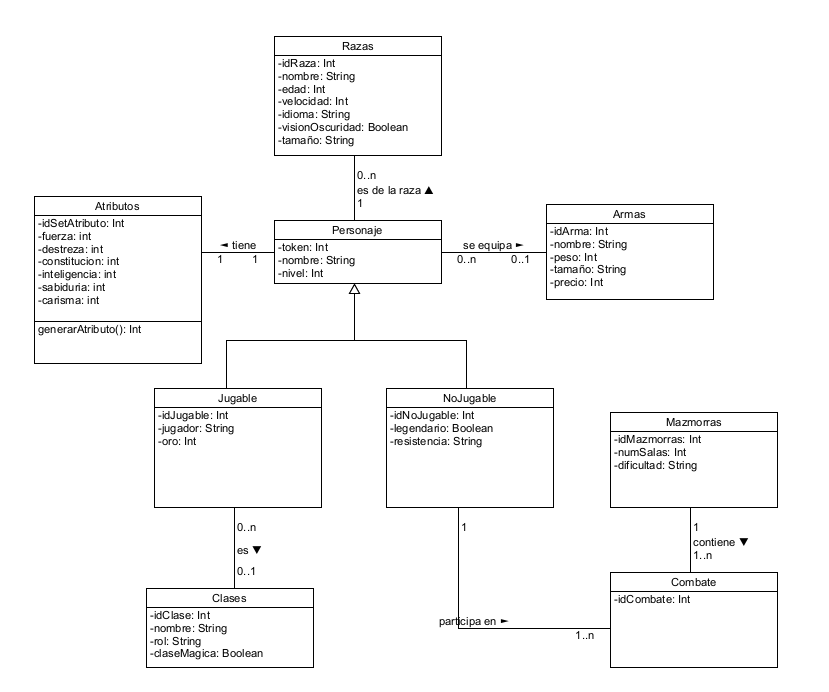 Razas
-idRaza: Int
-nombre: String
-edad: Int
-velocidad: Int
-idioma: String
-visionOscuridad: Boolean
-tamaño: String
0..n
es de la raza ▲
1
Atributos
-idSetAtributo: Int
-fuerza: int
-destreza: int
-constitucion: int
-inteligencia: int
-sabiduria: int
-carisma: int
generarAtributo(): Int
◄ tiene
1 1
Personaje
-token: Int
-nombre: String
-nivel: Int
se equipa ►
0..n 0..1
Armas
-idArma: Int
-nombre: String
-peso: Int
-tamaño: String
-precio: Int
Jugable
-idJugable: Int
-jugador: String
-oro: Int
NoJugable
-idNoJugable: Int
-legendario: Boolean
-resistencia: String
Mazmorras
-idMazmorras: Int
-numSalas: Int
-dificultad: String
0..n
es ▼
0..1
1
participa en ►
1..n
1
contiene ▼
1..n
Clases
-idClase: Int
-nombre: String
-rol: String
-claseMagica: Boolean
Combate
-idCombate: Int